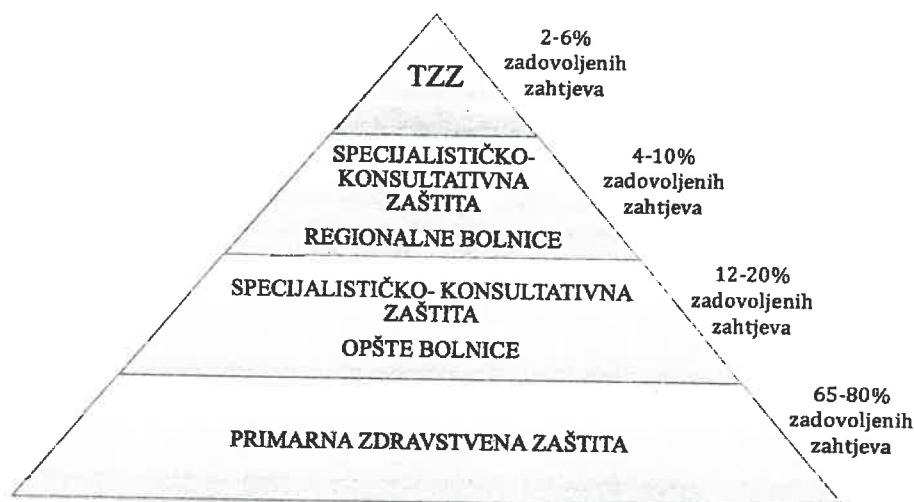 TZZ
2-6%
zadovoljenih
zahtjeva
SPECIJALISTIČKO-
KONSULTATIVNA
ZAŠTITA
REGIONALNE BOLNICE
4-10%
zadovoljenih
zahtjeva
SPECIJALISTIČKO- KONSULTATIVNA
ZAŠTITA
OPŠTE BOLNICE
12-20%
zadovoljenih
zahtjeva
PRIMARNA ZDRAVSTVENA ZAŠTITA
65-80%
zadovoljenih
zahtjeva